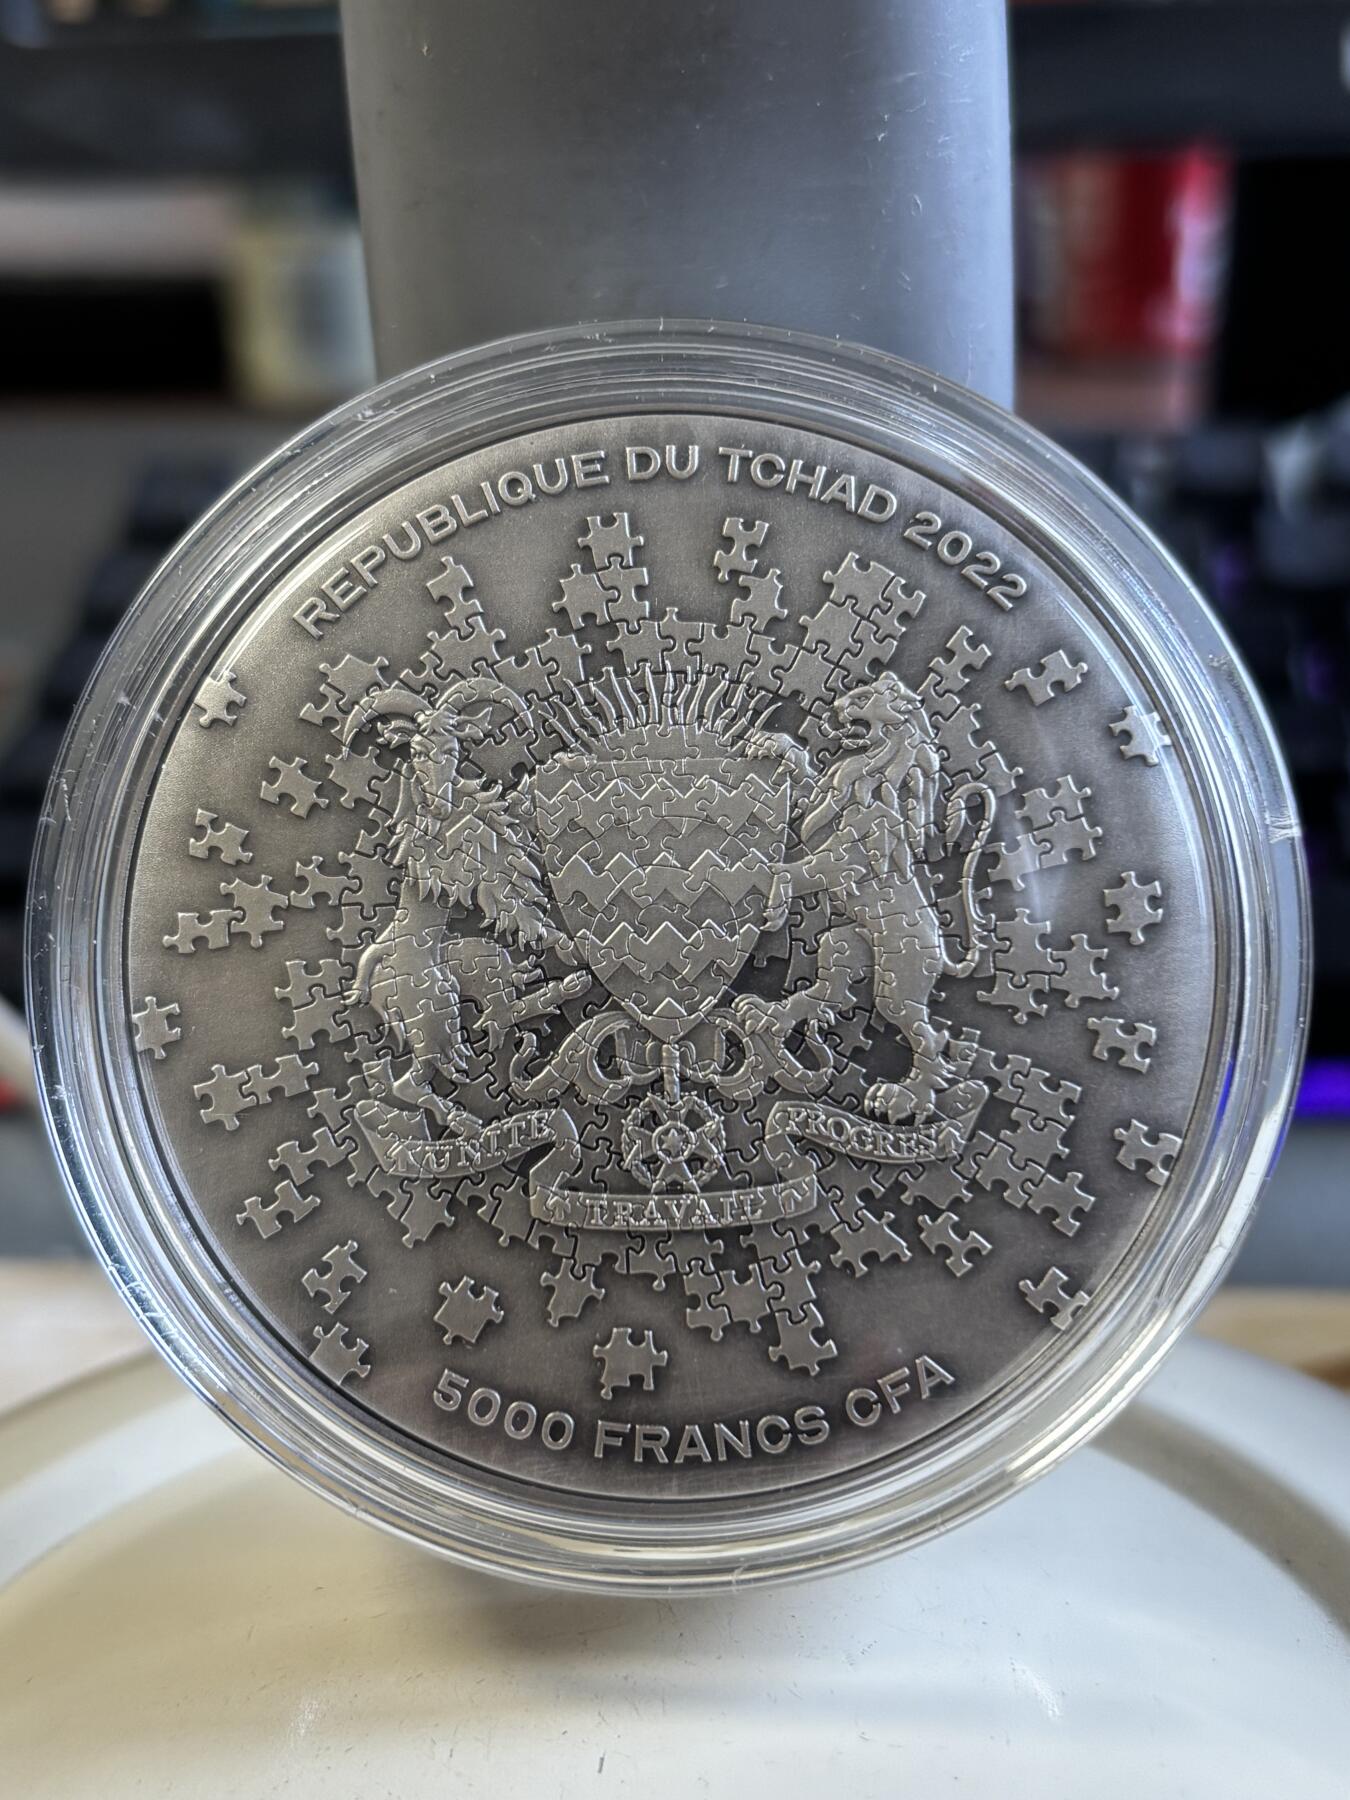 REPUBLIQUE DU TCHAD 2022
UNITE
PROGRES
TRAVAIL
5000 FRANCS CFA